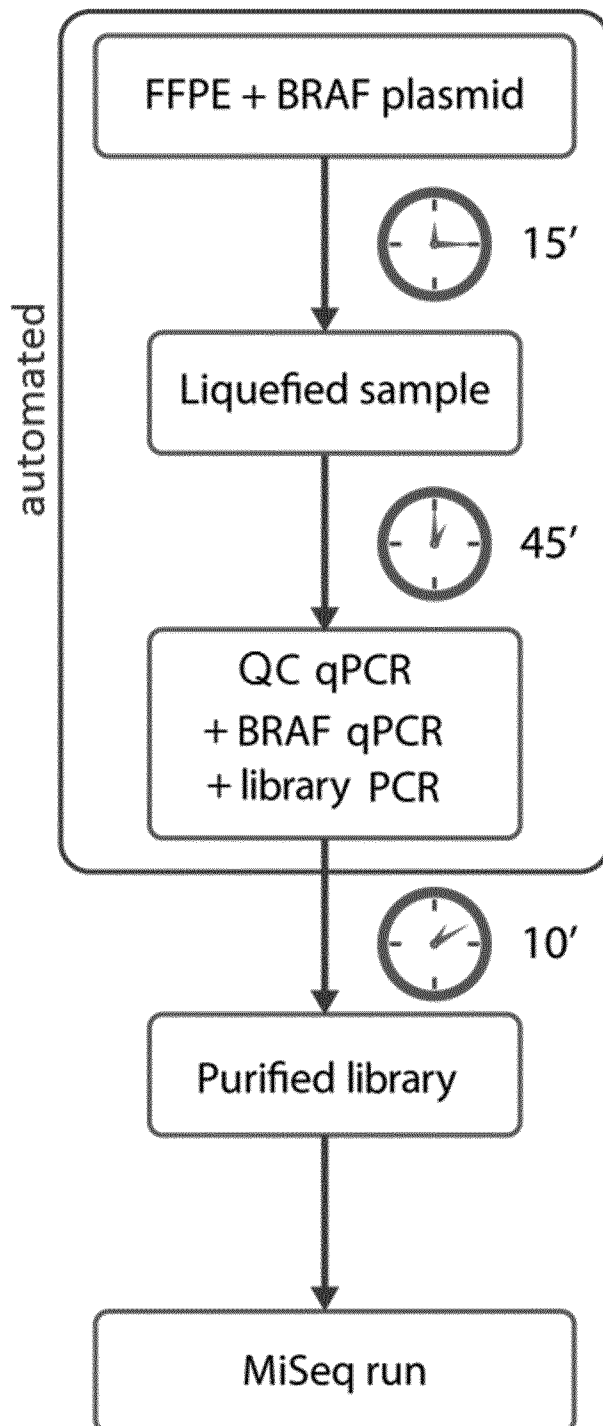 FFPE + BRAF plasmid
15′
automated
Liquefied sample
45′
QC qPCR
+ BRAF qPCR
+ library PCR
10′
Purified library
MiSeq run